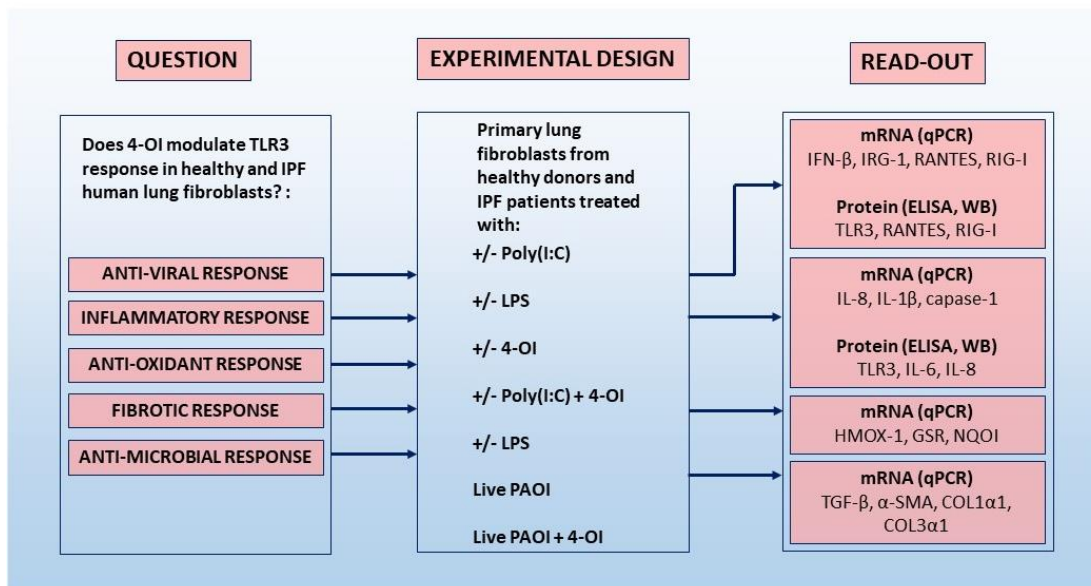 QUESTION
Does 4-OI modulate TLR3
response in healthy and IPF
human lung fibroblasts? :
ANTI-VIRAL RESPONSE
INFLAMMATORY RESPONSE
ANTI-OXIDANT RESPONSE
FIBROTIC RESPONSE
ANTI-MICROBIAL RESPONSE
EXPERIMENTAL DESIGN
Primary lung
fibroblasts from
healthy donors and
IPF patients treated
with:
+/- Poly(I:C)
+/- LPS
+/- 4-OI
+/- Poly(I:C) + 4-OI
+/- LPS
Live PAOI
Live PAOI + 4-OI
READ-OUT
mRNA (qPCR)
IFN-β, IRG-1, RANTES, RIG-I
Protein (ELISA, WB)
TLR3, RANTES, RIG-I
mRNA (qPCR)
IL-8, IL-1β, capase-1
Protein (ELISA, WB)
TLR3, IL-6, IL-8
mRNA (qPCR)
HMOX-1, GSR, NQOI
mRNA (qPCR)
TGF-β, α-SMA, COL1α1,
COL3α1